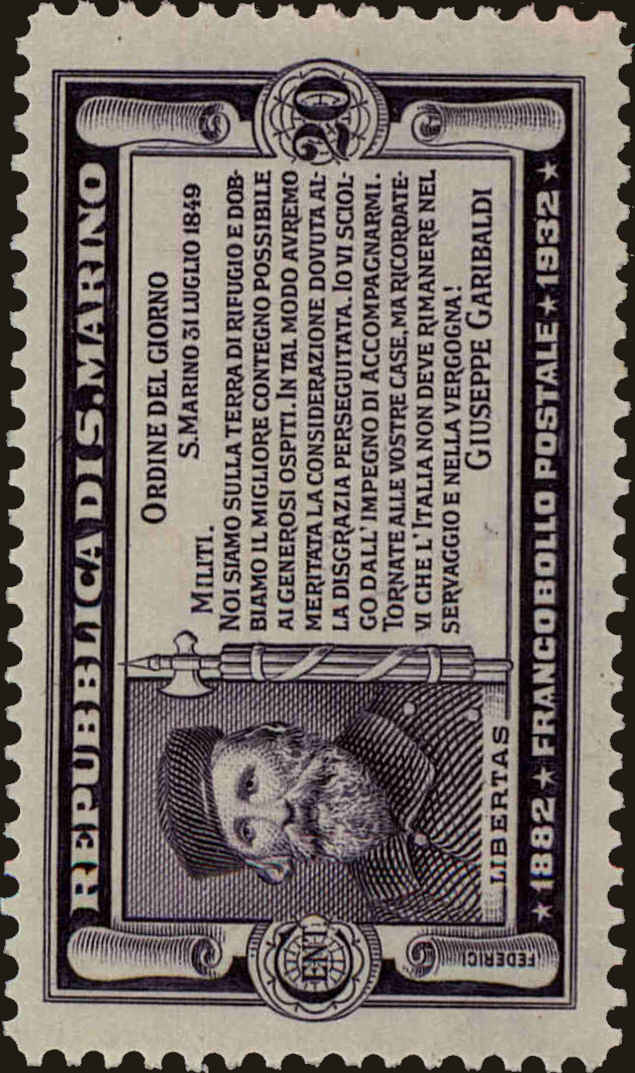 REPUBBLICA DI S. MARINO
20
ORDINE DEL GIORNO
S. MARINO 31 LUGLIO 1849
MILITI.
NOI SIAMO SULLA TERRA DI RIFUGIO E DOB-
BIAMO IL MIGLIORE CONTEGNO POSSIBILE
AI GENEROSI OSPITI. IN TAL MODO AVREMO
MERITATA LA CONSIDERAZIONE DOVUTA AL-
LA DISGRAZIA PERSEGUITATA. IO VI SCIOL-
GO DALL'IMPEGNO DI ACCOMPAGNARMI.
TORNATE ALLE VOSTRE CASE, MA RICORDATE-
VI CHE L'ITALIA NON DEVE RIMANERE NEL
SERVAGGIO E NELLA VERGOGNA!
GIUSEPPE GARIBALDI
CENT
LIBERTAS
FEDERICI
★ 1882 ★ FRANCOBOLLO POSTALE ★ 1932 ★